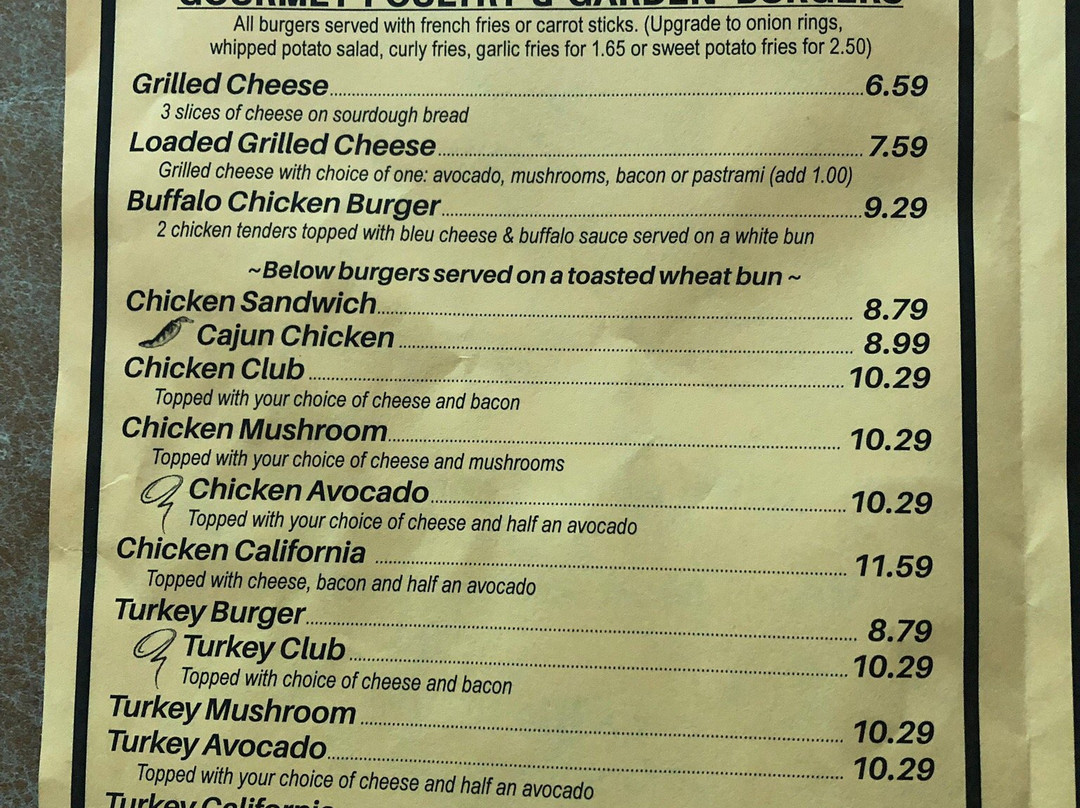 GOURMET POULTRY & GARDEN BURGERS
All burgers served with french fries or carrot sticks. (Upgrade to onion rings,
whipped potato salad, curly fries, garlic fries for 1.65 or sweet potato fries for 2.50)
Grilled Cheese 6.59
3 slices of cheese on sourdough bread
Loaded Grilled Cheese 7.59
Grilled cheese with choice of one: avocado, mushrooms, bacon or pastrami (add 1.00)
Buffalo Chicken Burger 9.29
2 chicken tenders topped with bleu cheese & buffalo sauce served on a white bun
~Below burgers served on a toasted wheat bun ~
Chicken Sandwich 8.79
Cajun Chicken 8.99
Chicken Club 10.29
Topped with your choice of cheese and bacon
Chicken Mushroom 10.29
Topped with your choice of cheese and mushrooms
Chicken Avocado 10.29
Topped with your choice of cheese and half an avocado
Chicken California 11.59
Topped with cheese, bacon and half an avocado
Turkey Burger 8.79
Turkey Club 10.29
Topped with choice of cheese and bacon
Turkey Mushroom 10.29
Turkey Avocado 10.29
Topped with your choice of cheese and half an avocado
Turkey California